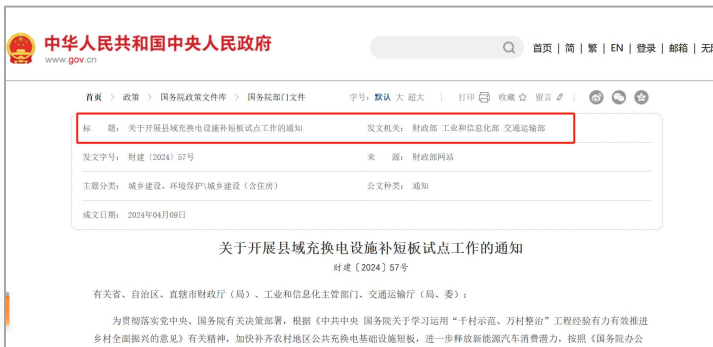 中华人民共和国中央人民政府
www.gov.cn
首页 | 简 | 繁 | EN | 登录 | 邮箱 | 无
首页 > 政策 > 国务院政策文件库 > 国务院部门文件
字号:默认 大 超大 | 打印 收藏 留言 |
标 题: 关于开展县域充换电设施补短板试点工作的通知
发文机关: 财政部 工业和信息化部 交通运输部
发文字号: 财建〔2024〕57号
来 源: 财政部网站
主题分类: 城乡建设、环境保护\城乡建设(含住房)
公文种类: 通知
成文日期: 2024年04月09日
关于开展县域充换电设施补短板试点工作的通知
财建〔2024〕57号
有关省、自治区、直辖市财政厅(局)、工业和信息化主管部门、交通运输厅(局、委):
为贯彻落实党中央、国务院有关决策部署,根据《中共中央 国务院关于学习运用“千村示范、万村整治”工程经验有力有效推进
乡村全面振兴的意见》有关精神,加快补齐农村地区公共充换电基础设施短板,进一步释放新能源汽车消费潜力,按照《国务院办公